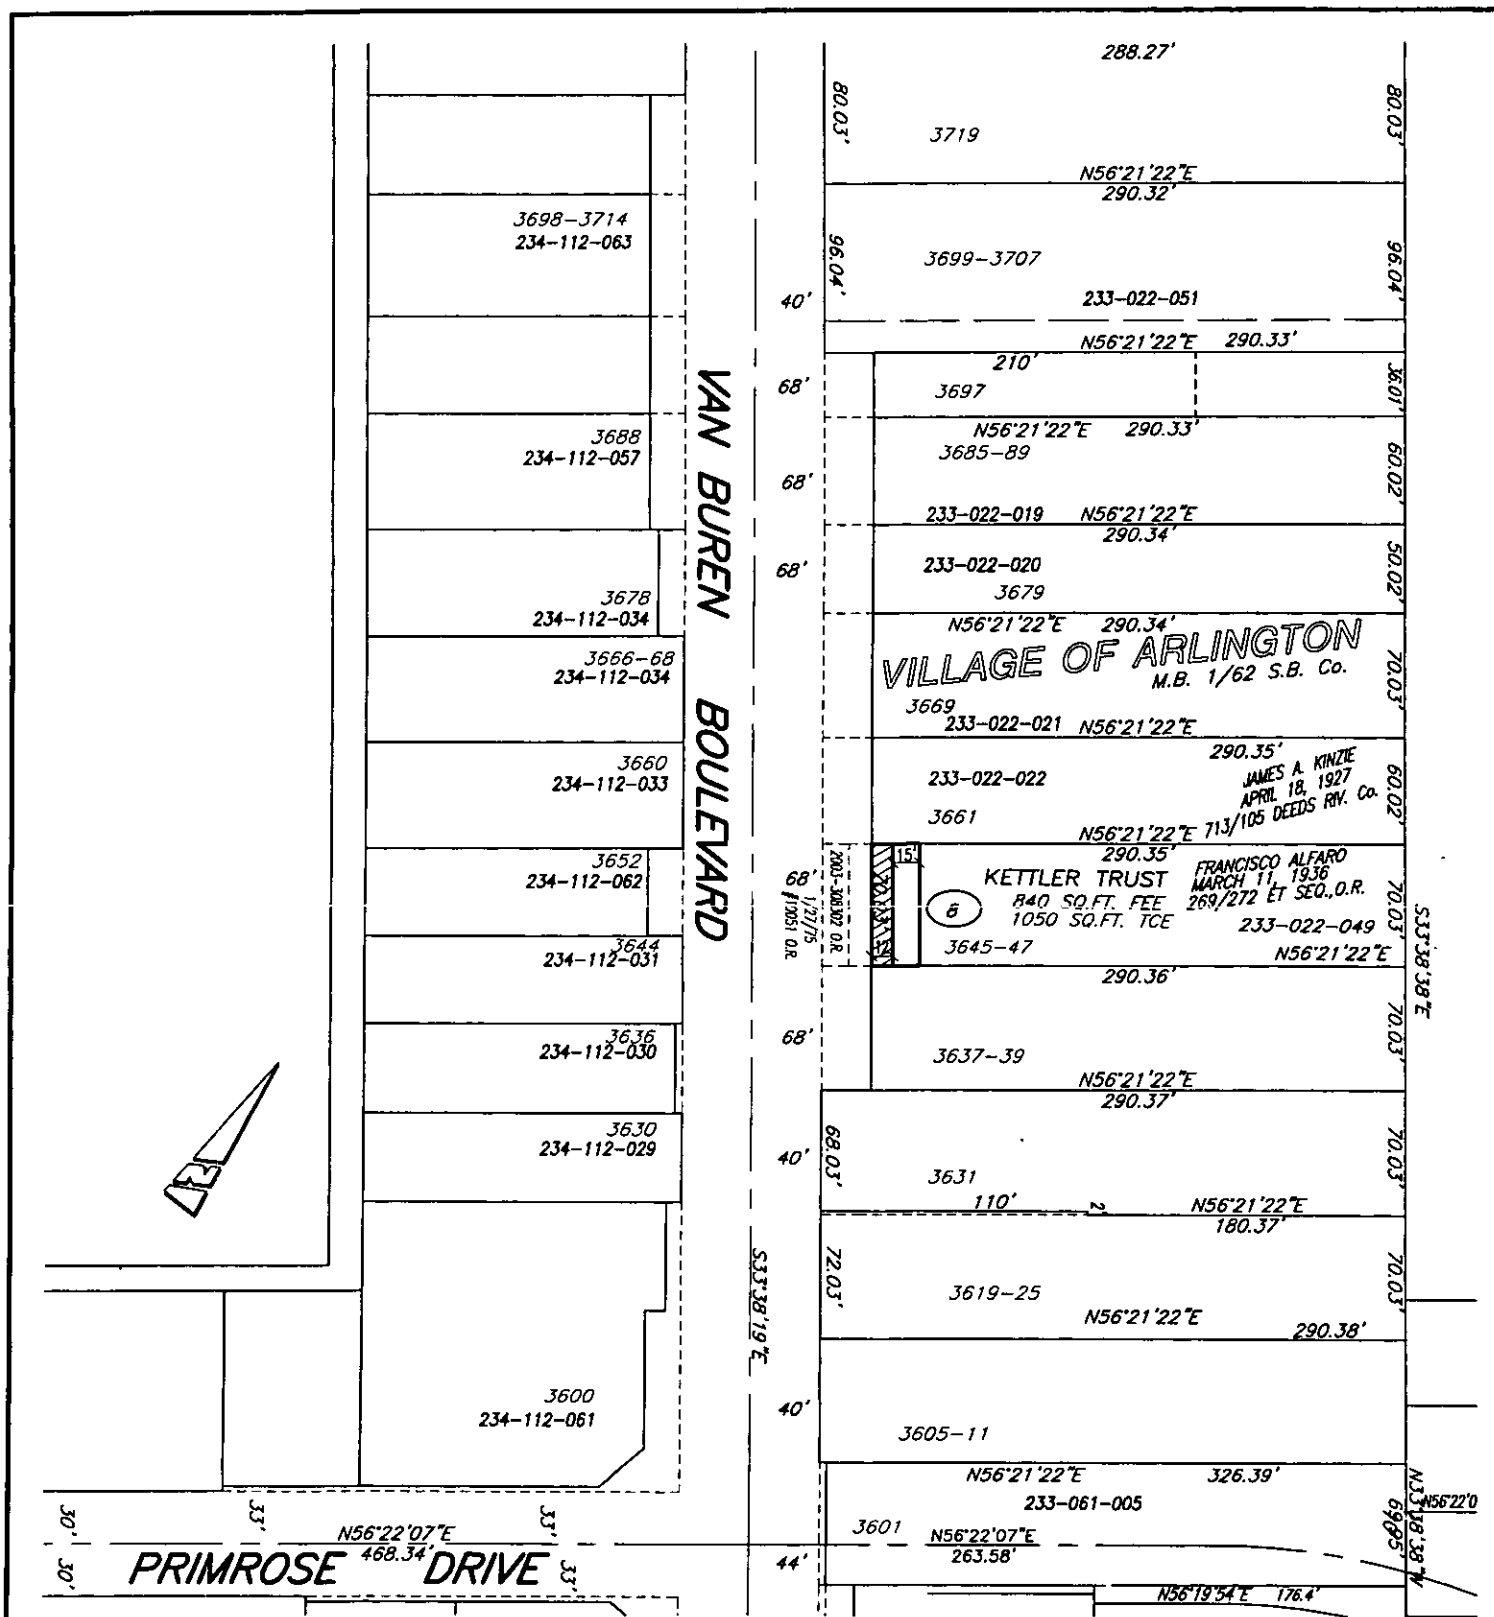 288.27'
80.03'
80.03'
3719
N56°21'22"E
290.32'
3698-3714
234-112-063
96.04'
96.04'
3699-3707
233-022-051
40'
N56°21'22"E 290.33'
210'
36.01'
68'
3697
N56°21'22"E 290.33'
3688
234-112-057
3685-89
60.02'
68'
233-022-019 N56°21'22"E
290.34'
233-022-020
3679
50.02'
68'
3678
234-112-034
N56°21'22"E 290.34'
VILLAGE OF ARLINGTON
M.B. 1/62 S.B. Co.
3666-68
234-112-034
70.03'
3669
233-022-021 N56°21'22"E
VAN BUREN BOULEVARD
290.35'
3660
234-112-033
233-022-022
JAMES A. KINZIE
APRIL 18, 1927
713/105 DEEDS RIV. Co.
60.02'
3661
N56°21'22"E
290.35'
3652
234-112-062
68'
1/27/75
2003-308302 O.R.
15'
12'
KETTLER TRUST
840 SQ.FT. FEE
1050 SQ.FT. TCE
FRANCISCO ALFARO
MARCH 11, 1936
269/272 ET SEQ.,O.R.
233-022-049
70.03'
3645-47
N56°21'22"E
S33°38'38"E
3644
234-112-031
290.36'
68'
3636
234-112-030
3637-39
70.03'
N56°21'22"E
290.37'
3630
234-112-029
40'
68.03'
3631
70.03'
110'
2'
N56°21'22"E
180.37'
S33°38'19"E
72.03'
3619-25
70.03'
N56°21'22"E
290.38'
3600
234-112-061
40'
3605-11
N56°21'22"E 326.39'
233-061-005
N33°38'38"W
N56°22'0
30'
33'
33'
N56°22'07"E
468.34'
3601
N56°22'07"E
263.58'
30'
PRIMROSE DRIVE
33'
44'
N56°19'54"E 176.4'